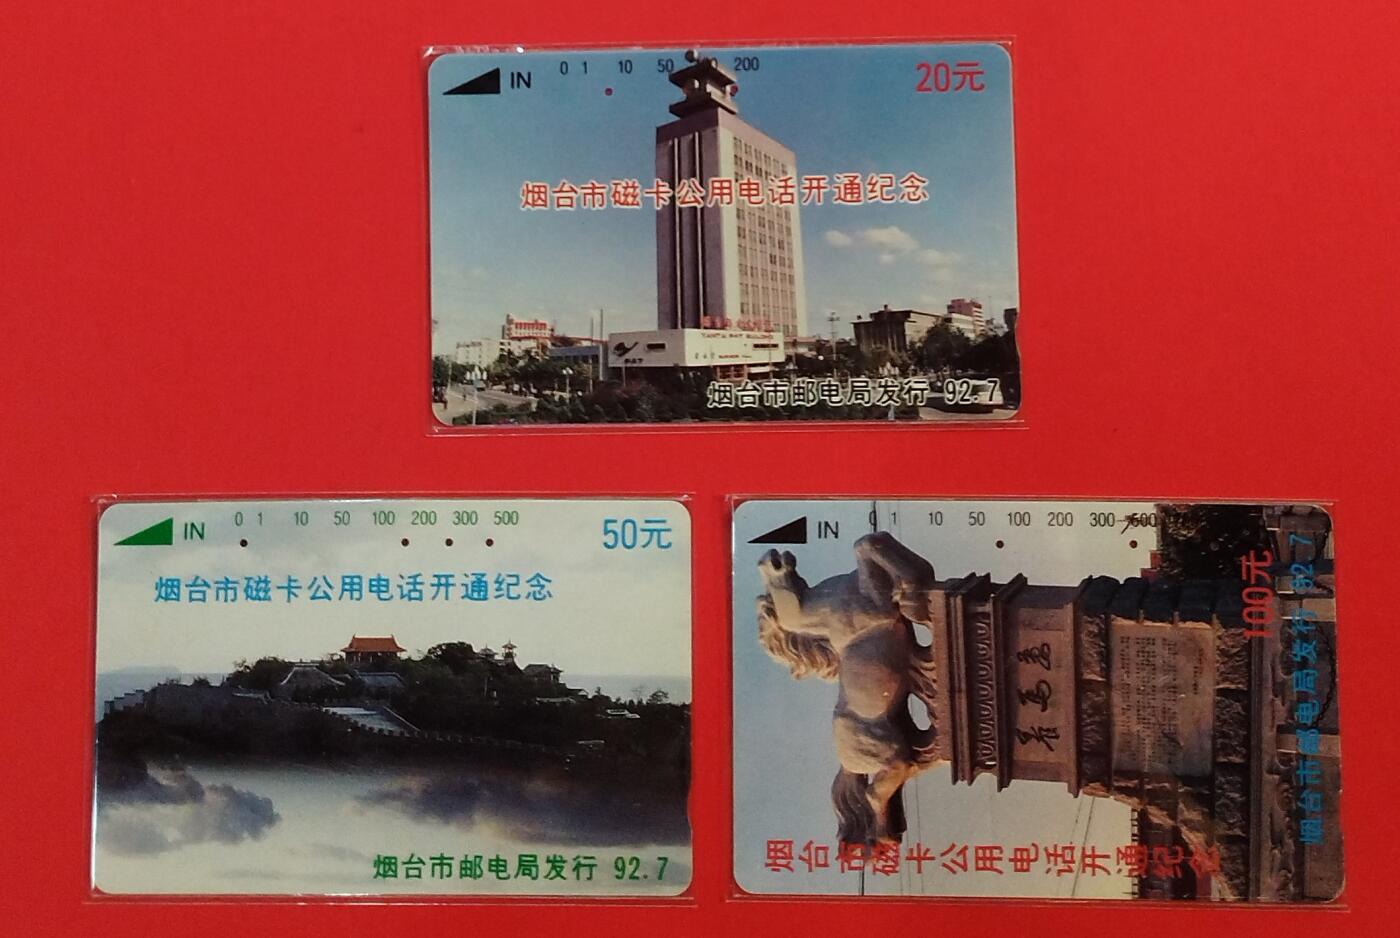 IN 0 1 10 50 200 20元
烟台市磁卡公用电话开通纪念
YANTAI P&T BUILDING
P&T
烟台市邮电局发行 92.7
IN 0 1 10 50 100 200 300 500 50元
烟台市磁卡公用电话开通纪念
烟台市邮电局发行 92.7
IN 0 1 10 50 100 200 300 500
100元
养马岛
烟台市磁卡公用电话开通纪念
烟台市邮电局发行 92.7